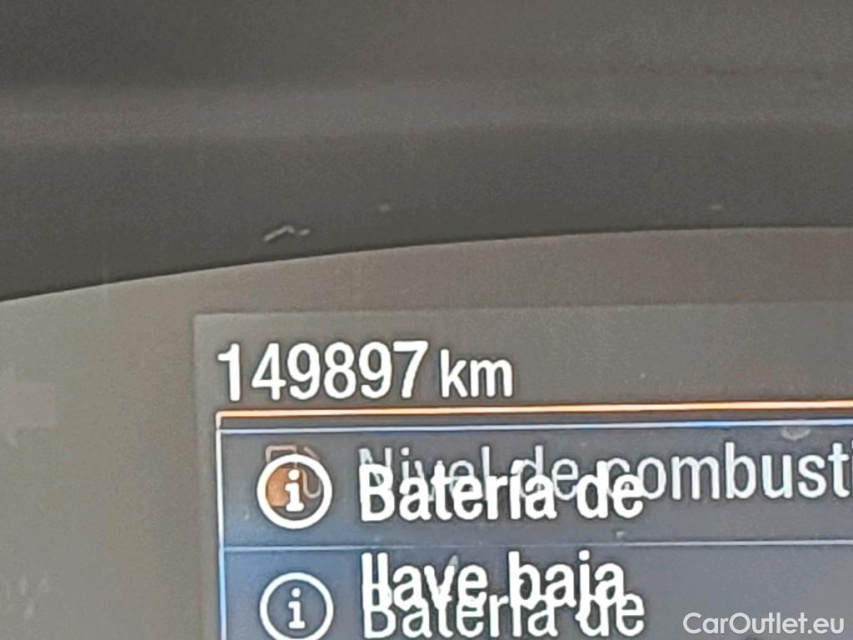 149897 km
Nivel de combusti
Batería de
llave baja
Batería de
CarOutlet.eu